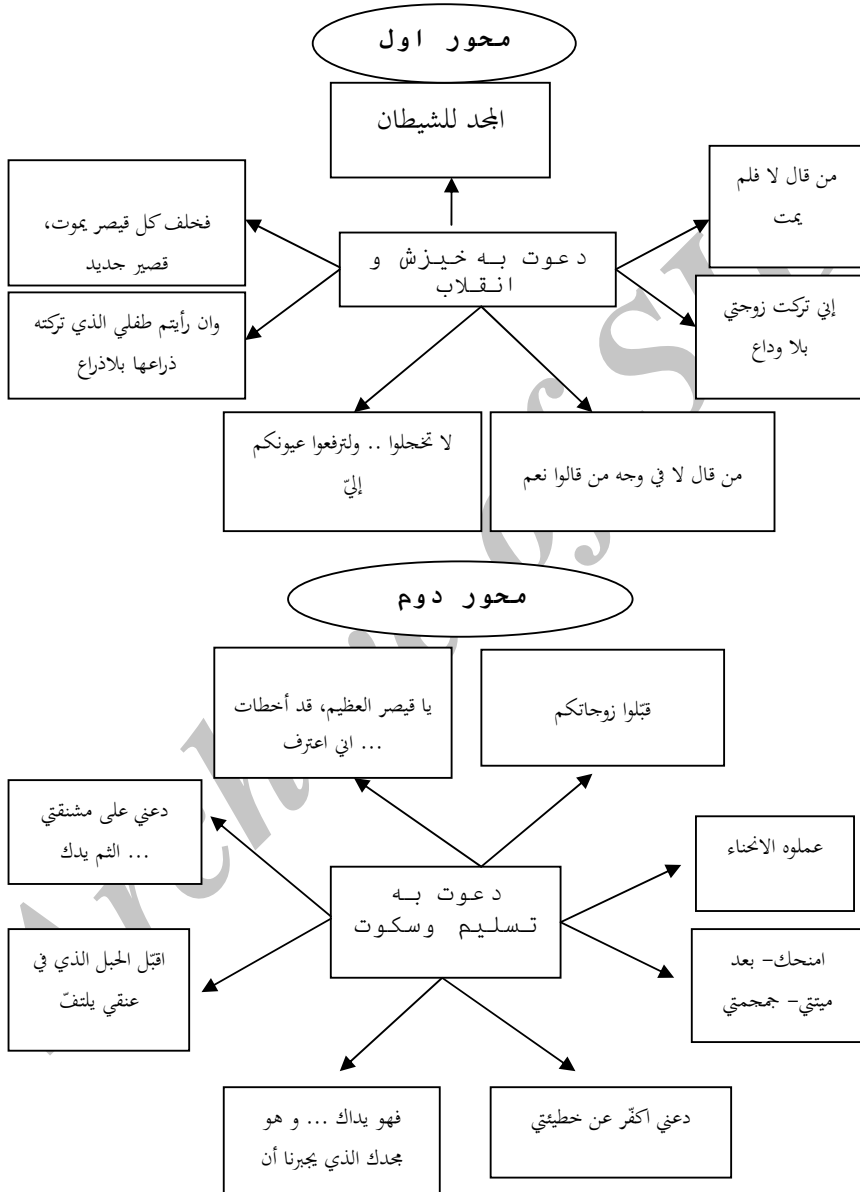 محور اول
المجد للشيطان
من قال لا فلم
يمت
فخلف كل قيصر يموت،
قصير جديد
دعوت به خيزش و
انقلاب
إني تركت زوجتي
بلا وداع
وان رأيتم طفلي الذي تركته
ذراعها بلاذراع
من قال لا في وجه من قالوا نعم
لا تخجلوا .. ولترفعوا عيونكم
إليّ
محور دوم
قبّلوا زوجاتكم
يا قيصر العظيم، قد أخطات
... اني اعترف
دعني على مشنقتي
... الثم يدك
عملوه الانحناء
دعوت به
تسليم وسكوت
امنحك– بعد
ميتتي– جمجمتي
اقبّل الحبل الذي في
عنقي يلتفّ
دعني اكفّر عن خطيئتي
فهو يداك ... و هو
مجدك الذي يجبرنا أن